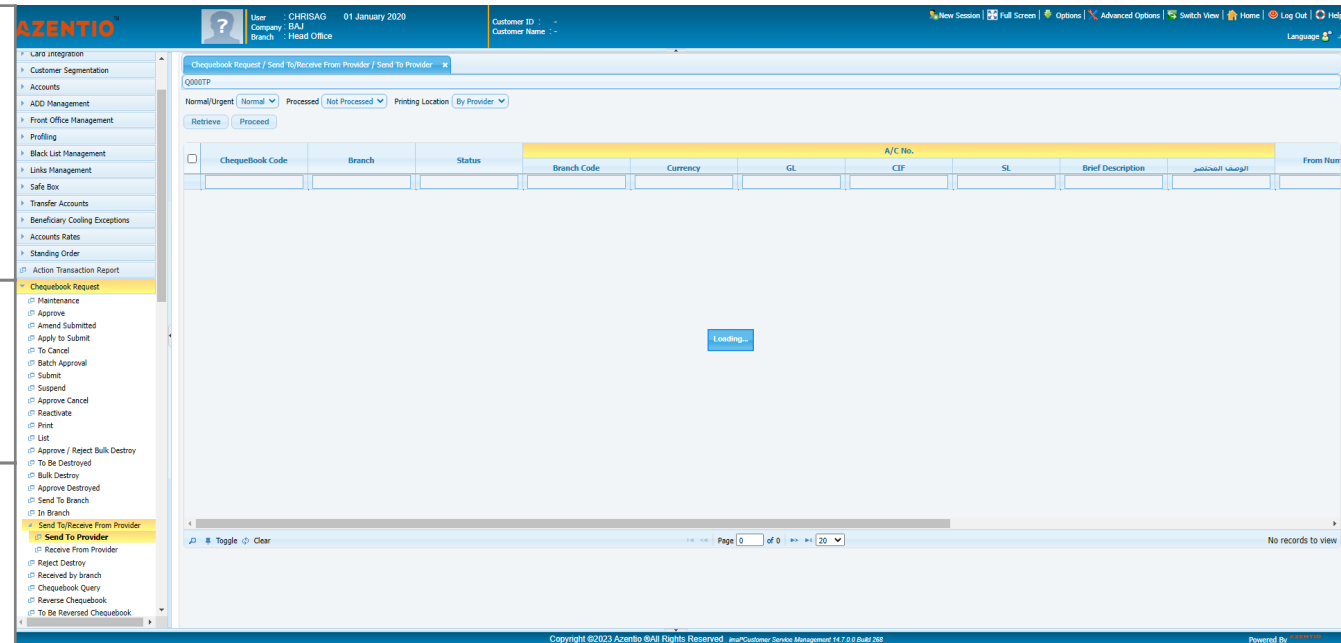 AZENTIO
User : CHRISAG 01 January 2020
Company : BAJ
Branch : Head Office
Customer ID : -
Customer Name : -
New Session | Full Screen | Options | Advanced Options | Switch View | Home | Log Out | Help
Language
Card Integration
Customer Segmentation
Accounts
ADD Management
Front Office Management
Profiling
Black List Management
Links Management
Safe Box
Transfer Accounts
Beneficiary Cooling Exceptions
Accounts Rates
Standing Order
Action Transaction Report
Chequebook Request
Maintenance
Approve
Amend Submitted
Apply to Submit
To Cancel
Batch Approval
Submit
Suspend
Approve Cancel
Reactivate
Print
List
Approve / Reject Bulk Destroy
To Be Destroyed
Bulk Destroy
Approve Destroyed
Send To Branch
In Branch
Send To/Receive From Provider
Send To Provider
Receive From Provider
Reject Destroy
Received by branch
Chequebook Query
Reverse Chequebook
To Be Reversed Chequebook
Chequebook Request / Send To/Receive From Provider / Send To Provider x
Q000TP
Normal/Urgent Normal Processed Not Processed Printing Location By Provider
Retrieve Proceed
A/C No.
ChequeBook Code Branch Status From Num
Branch Code Currency GL CIF SL Brief Description الوصف المختصر
Loading...
Toggle Clear Page 0 of 0 20 No records to view
Copyright ©2023 Azentio ®All Rights Reserved imal®Customer Service Management 14.7.0.0 Build 268 Powered By AZENTIO